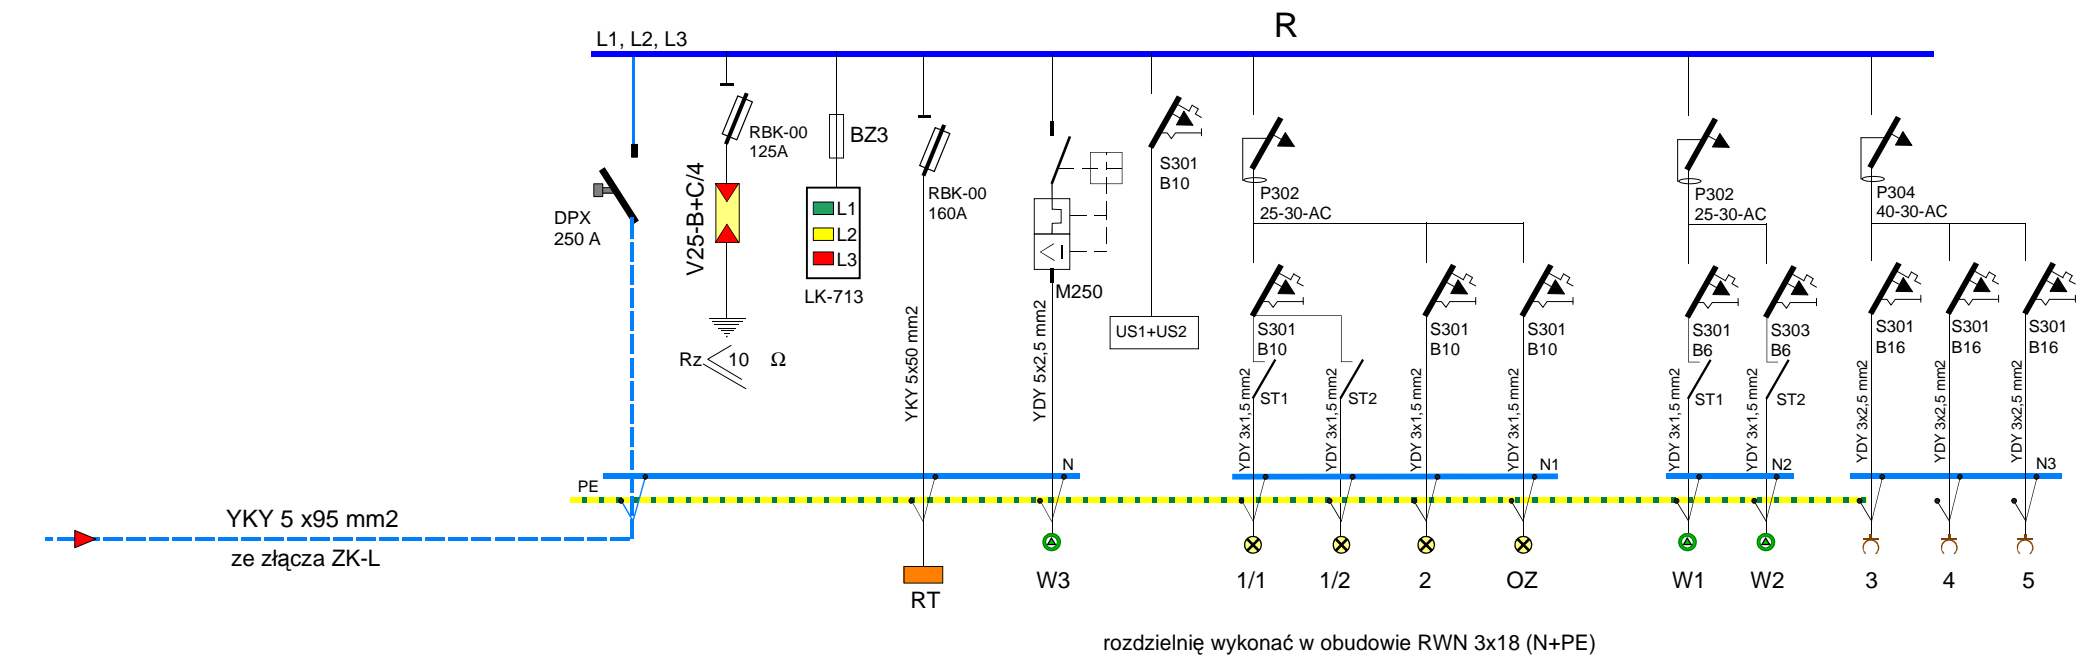 R
L1, L2, L3
DPX
250 A
RBK-00
125A
V25-B+C/4
Rz < 10 Ω
BZ3
L1
L2
L3
LK-713
RBK-00
160A
YKY 5x50 mm2
M250
YDY 5x2,5 mm2
S301
B10
US1+US2
P302
25-30-AC
S301
B10
ST1
ST2
S301
B10
S301
B10
YDY 3x1,5 mm2
YDY 3x1,5 mm2
YDY 3x1,5 mm2
YDY 3x1,5 mm2
P302
25-30-AC
S301
B6
S303
B6
ST1
ST2
YDY 3x1,5 mm2
YDY 3x1,5 mm2
P304
40-30-AC
S301
B16
S301
B16
S301
B16
YDY 3x2,5 mm2
YDY 3x2,5 mm2
YDY 3x2,5 mm2
N
N1
N2
N3
PE
YKY 5 x95 mm2
ze złącza ZK-L
RT
W3
1/1
1/2
2
OZ
W1
W2
3
4
5
rozdzielnię wykonać w obudowie RWN 3x18 (N+PE)